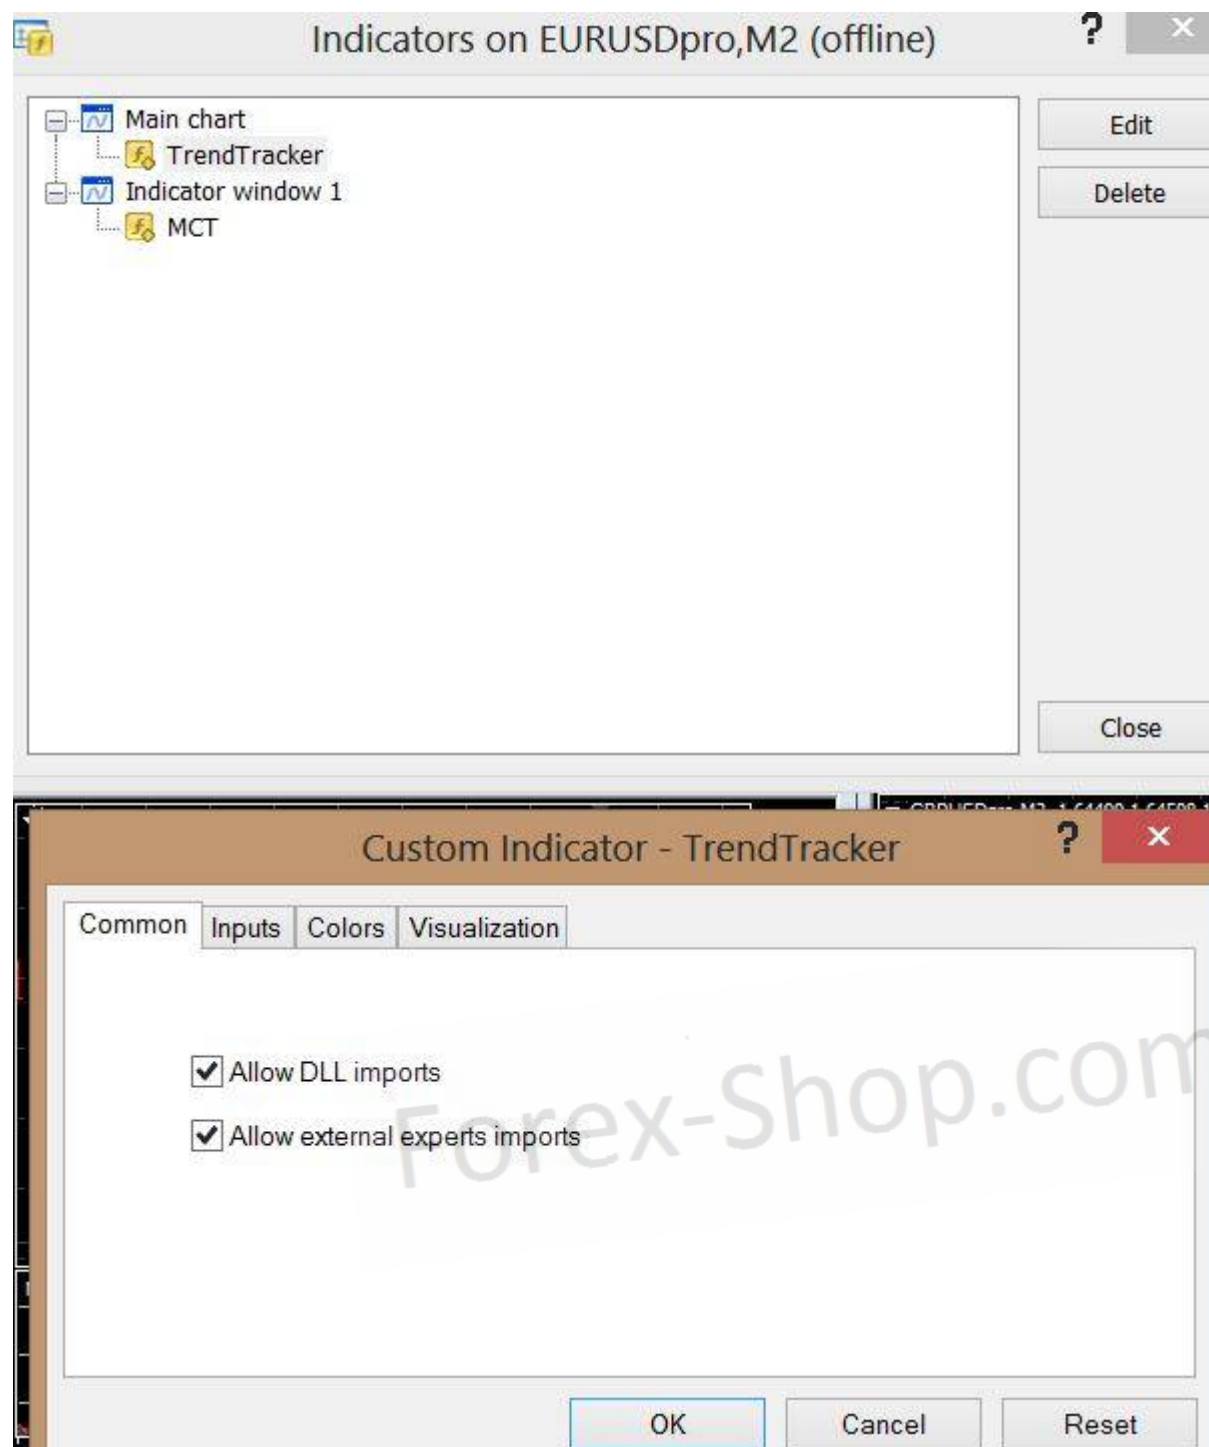 Indicators on EURUSDpro,M2 (offline)
?
Main chart
TrendTracker
Indicator window 1
MCT
Edit
Delete
Close
Custom Indicator - TrendTracker
?
Common Inputs Colors Visualization
Allow DLL imports
Allow external experts imports
Forex-Shop.com
OK Cancel Reset